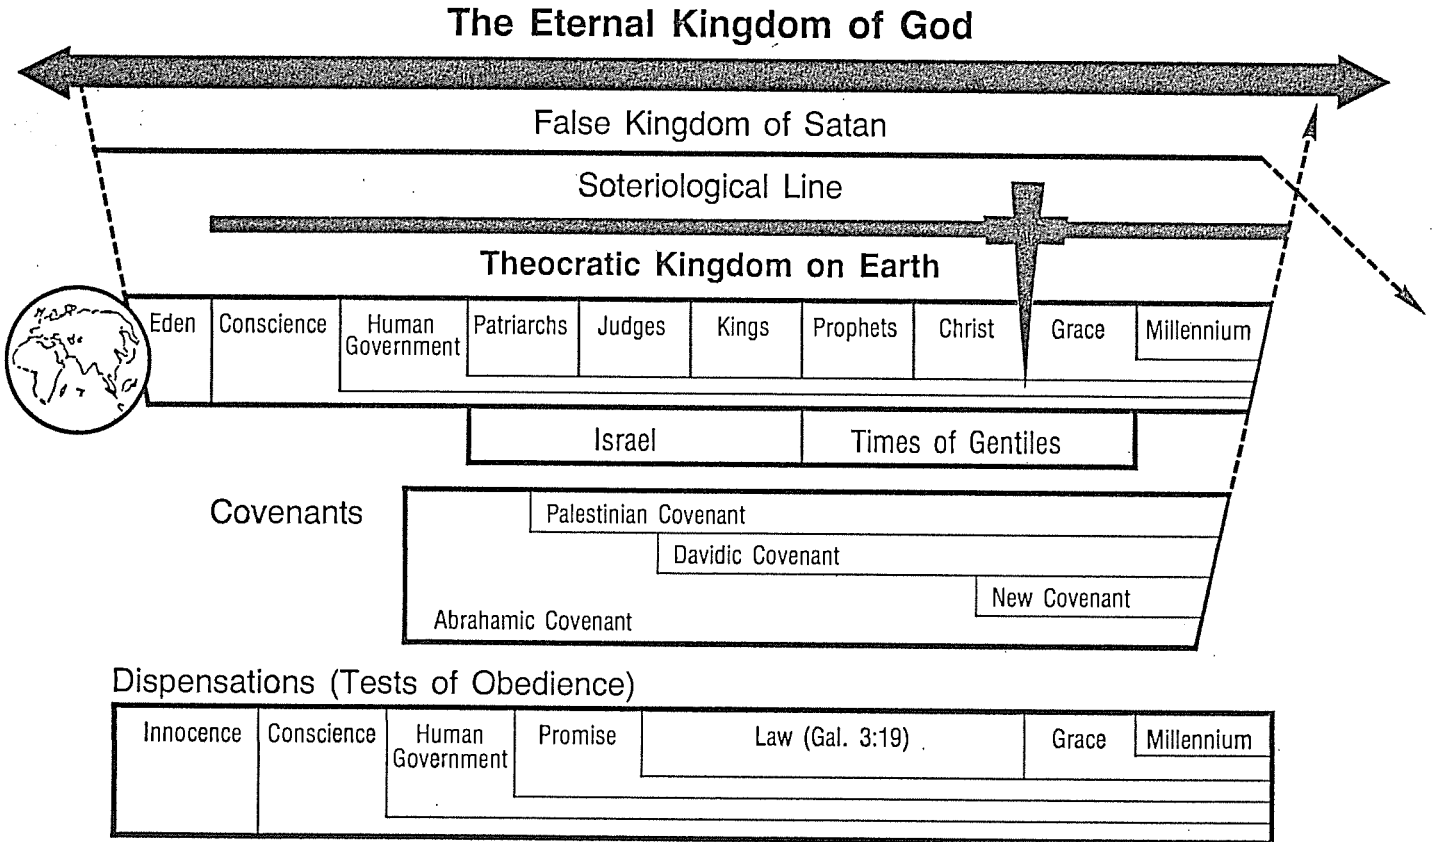 The Eternal Kingdom of God
False Kingdom of Satan
Soteriological Line
Theocratic Kingdom on Earth
Eden
Conscience
Human
Government
Patriarchs
Judges
Kings
Prophets
Christ
Grace
Millennium
Israel
Times of Gentiles
Covenants
Palestinian Covenant
Davidic Covenant
New Covenant
Abrahamic Covenant
Dispensations (Tests of Obedience)
Innocence
Conscience
Human
Government
Promise
Law (Gal. 3:19)
Grace
Millennium